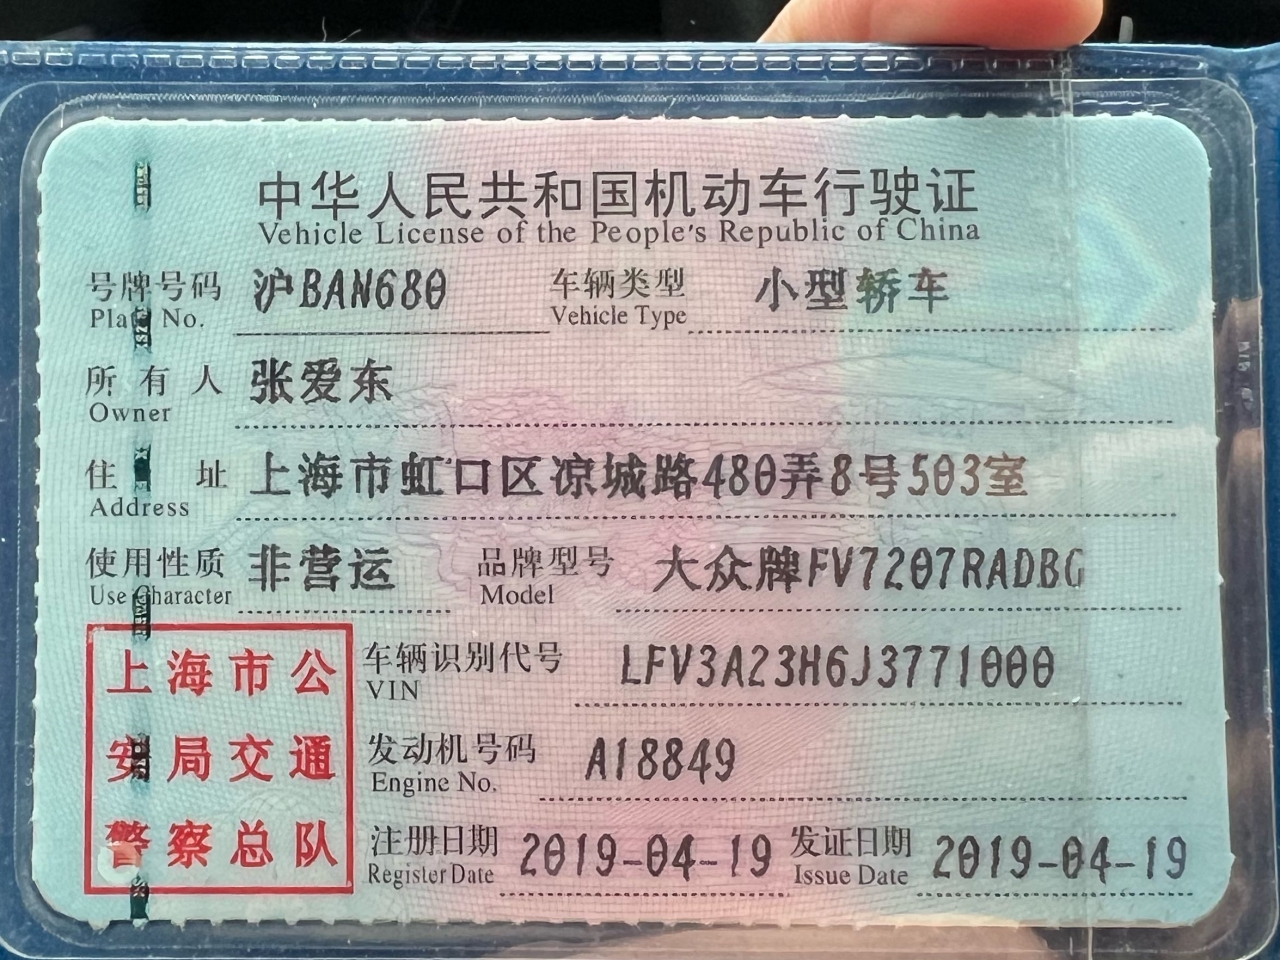 中华人民共和国机动车行驶证
Vehicle License of the People's Republic of China
号牌号码 沪BAN680 车辆类型 小型轿车
Plate No. Vehicle Type
所有人 张爱东
Owner
住址 上海市虹口区凉城路480弄8号503室
Address
使用性质 非营运 品牌型号 大众牌FV7207RADBG
Use Character Model
上海市公
安局交通
警察总队
车辆识别代号 LFV3A23H6J3771000
VIN
发动机号码 A18849
Engine No.
注册日期 2019-04-19 发证日期 2019-04-19
Register Date Issue Date